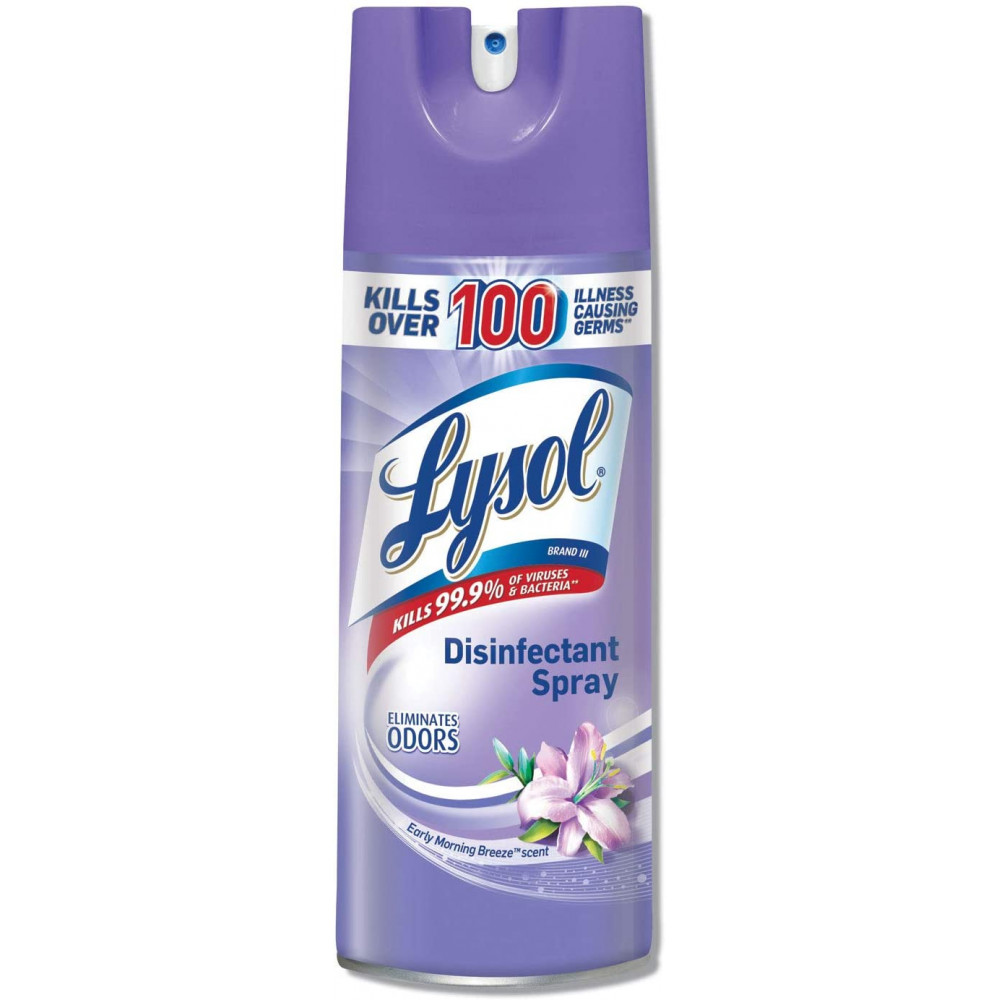 KILLS OVER 100 ILLNESS CAUSING GERMS**
Lysol®
BRAND III
KILLS 99.9% OF VIRUSES & BACTERIA**
Disinfectant
Spray
ELIMINATES
ODORS
Early Morning Breeze™ scent